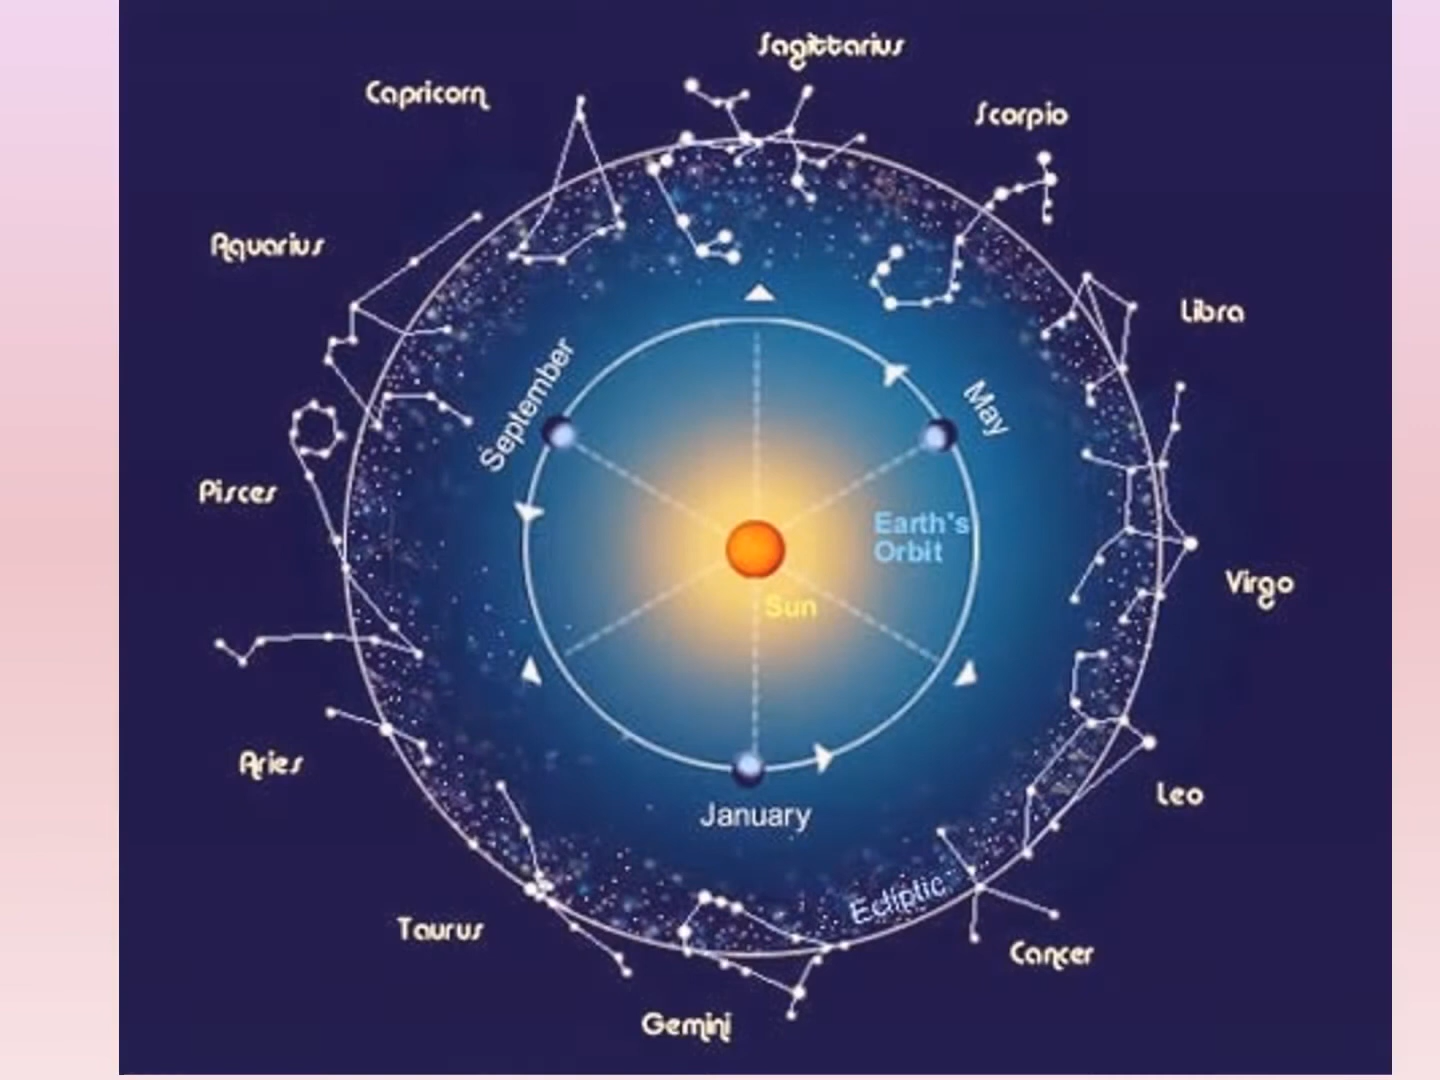 Sagittarius
Capricorn
Scorpio
Aquarius
Libra
September
May
Pisces
Earth's
Orbit
Virgo
Sun
Aries
Leo
January
Ecliptic
Taurus
Cancer
Gemini